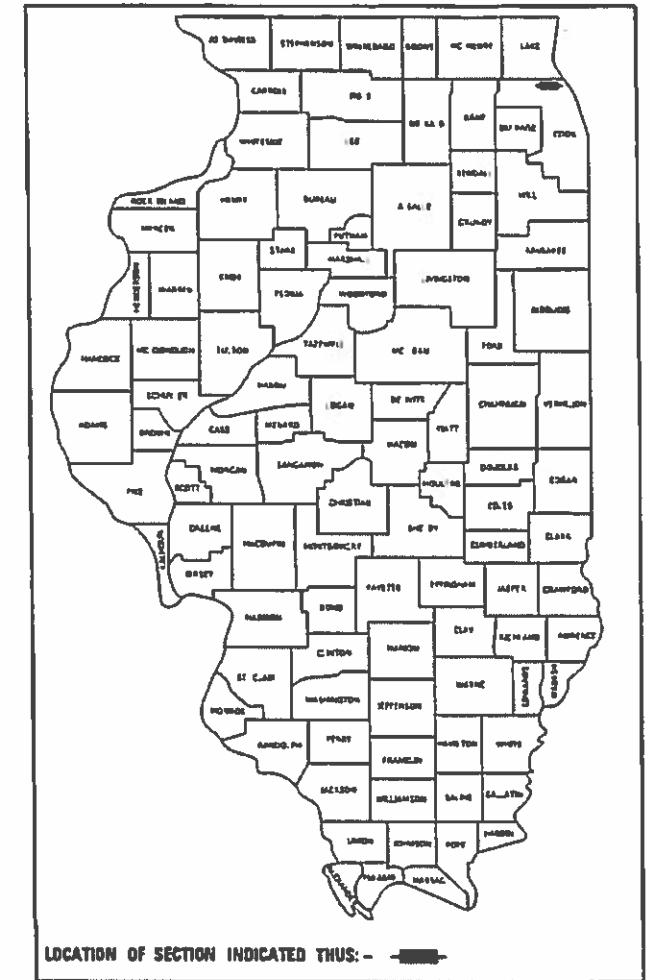 JO DAVIESS STEPHENSON WINNEBAGO BOONE MC HENRY LAKE
CARROLL
DE KALB KANE DU PAGE COOK
WHITESIDE LEE
KENDALL WILL
ROCK ISLAND HENRY BUREAU LA SALLE GRUNDY
MERCER PUTNAM
STARK MARSHALL KANKAKEE
HENDERSON WARREN KNOX PEORIA WOODFORD LIVINGSTON
IROQUOIS
HANCOCK MC DONOUGH FULTON TAZEWELL MC LEAN FORD
MASON
SCHUYLER LOGAN DE WITT CHAMPAIGN VERMILION
ADAMS BROWN CASS MENARD PIATT
MACON
PIKE SCOTT MORGAN SANGAMON DOUGLAS
MOULTRIE EDGAR
CHRISTIAN COLES
CALHOUN GREENE MACOUPIN MONTGOMERY SHELBY CUMBERLAND CLARK
JERSEY FAYETTE EFFINGHAM JASPER CRAWFORD
MADISON BOND
CLAY RICHLAND LAWRENCE
CLINTON MARION
ST CLAIR WAYNE EDWARDS WABASH
MONROE WASHINGTON JEFFERSON
RANDOLPH PERRY HAMILTON WHITE
FRANKLIN
JACKSON WILLIAMSON SALINE GALLATIN
UNION JOHNSON POPE HARDIN
ALEXANDER PULASKI MASSAC
LOCATION OF SECTION INDICATED THUS: -